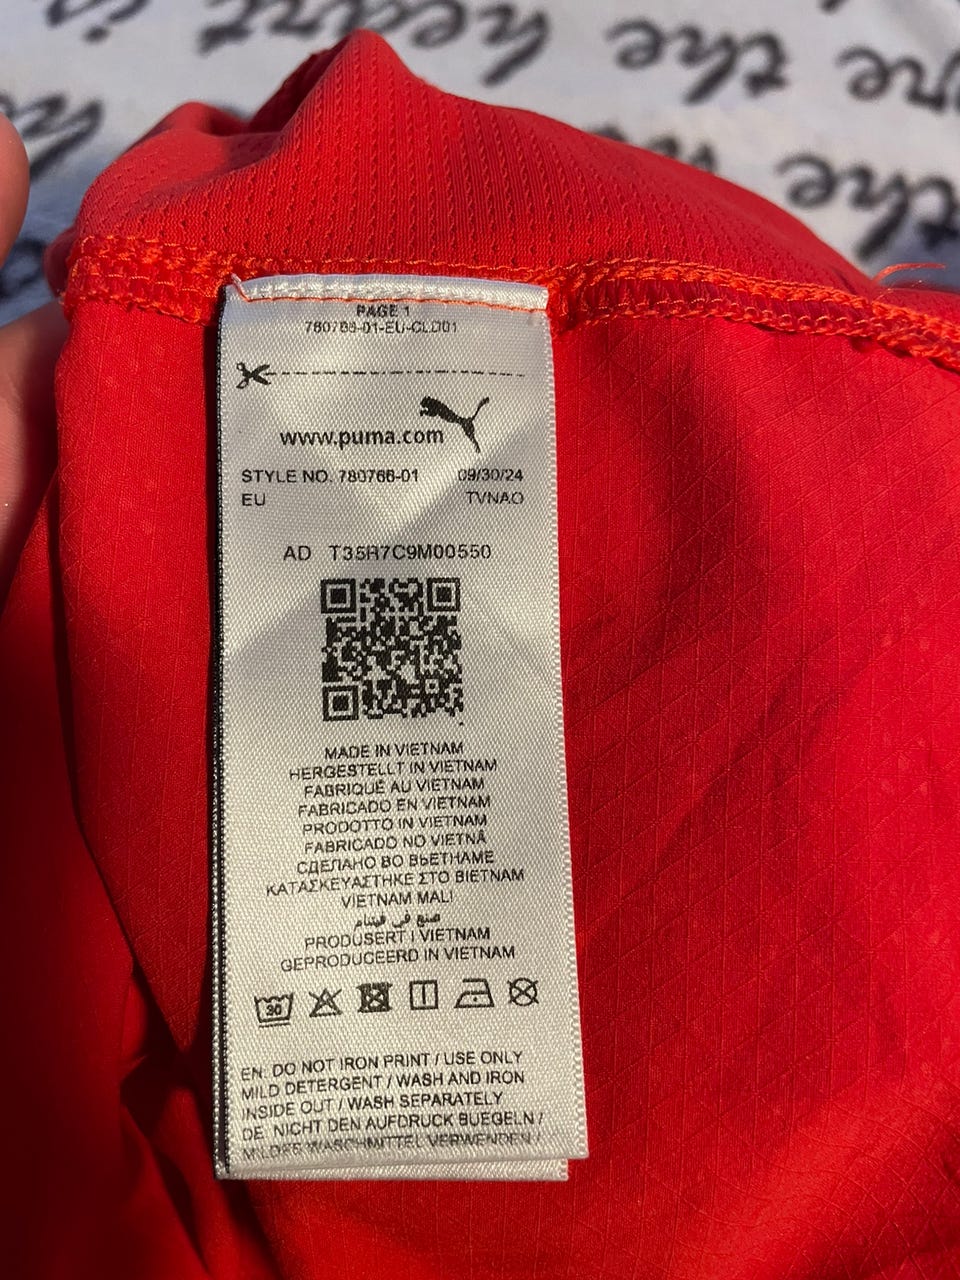 heart is
the
the
PAGE 1
780766-01-EU-CLD01
www.puma.com
STYLE NO. 780766-01 09/30/24
EU TVNAO
AD T35R7C9M00550
MADE IN VIETNAM
HERGESTELLT IN VIETNAM
FABRIQUÉ AU VIETNAM
FABRICADO EN VIETNAM
PRODOTTO IN VIETNAM
FABRICADO NO VIETNÃ
СДЕЛАНО ВО ВЬЕТНАМЕ
ΚΑΤΑΣΚΕΥΑΣΤΗΚΕ ΣΤΟ ΒΙΕΤΝΑΜ
VIETNAM MALI
صنع في فيتنام
PRODUSERT I VIETNAM
GEPRODUCEERD IN VIETNAM
30
EN: DO NOT IRON PRINT / USE ONLY
MILD DETERGENT / WASH AND IRON
INSIDE OUT / WASH SEPARATELY
DE: NICHT DEN AUFDRUCK BUEGELN /
MILDES WASCHMITTEL VERWENDEN /